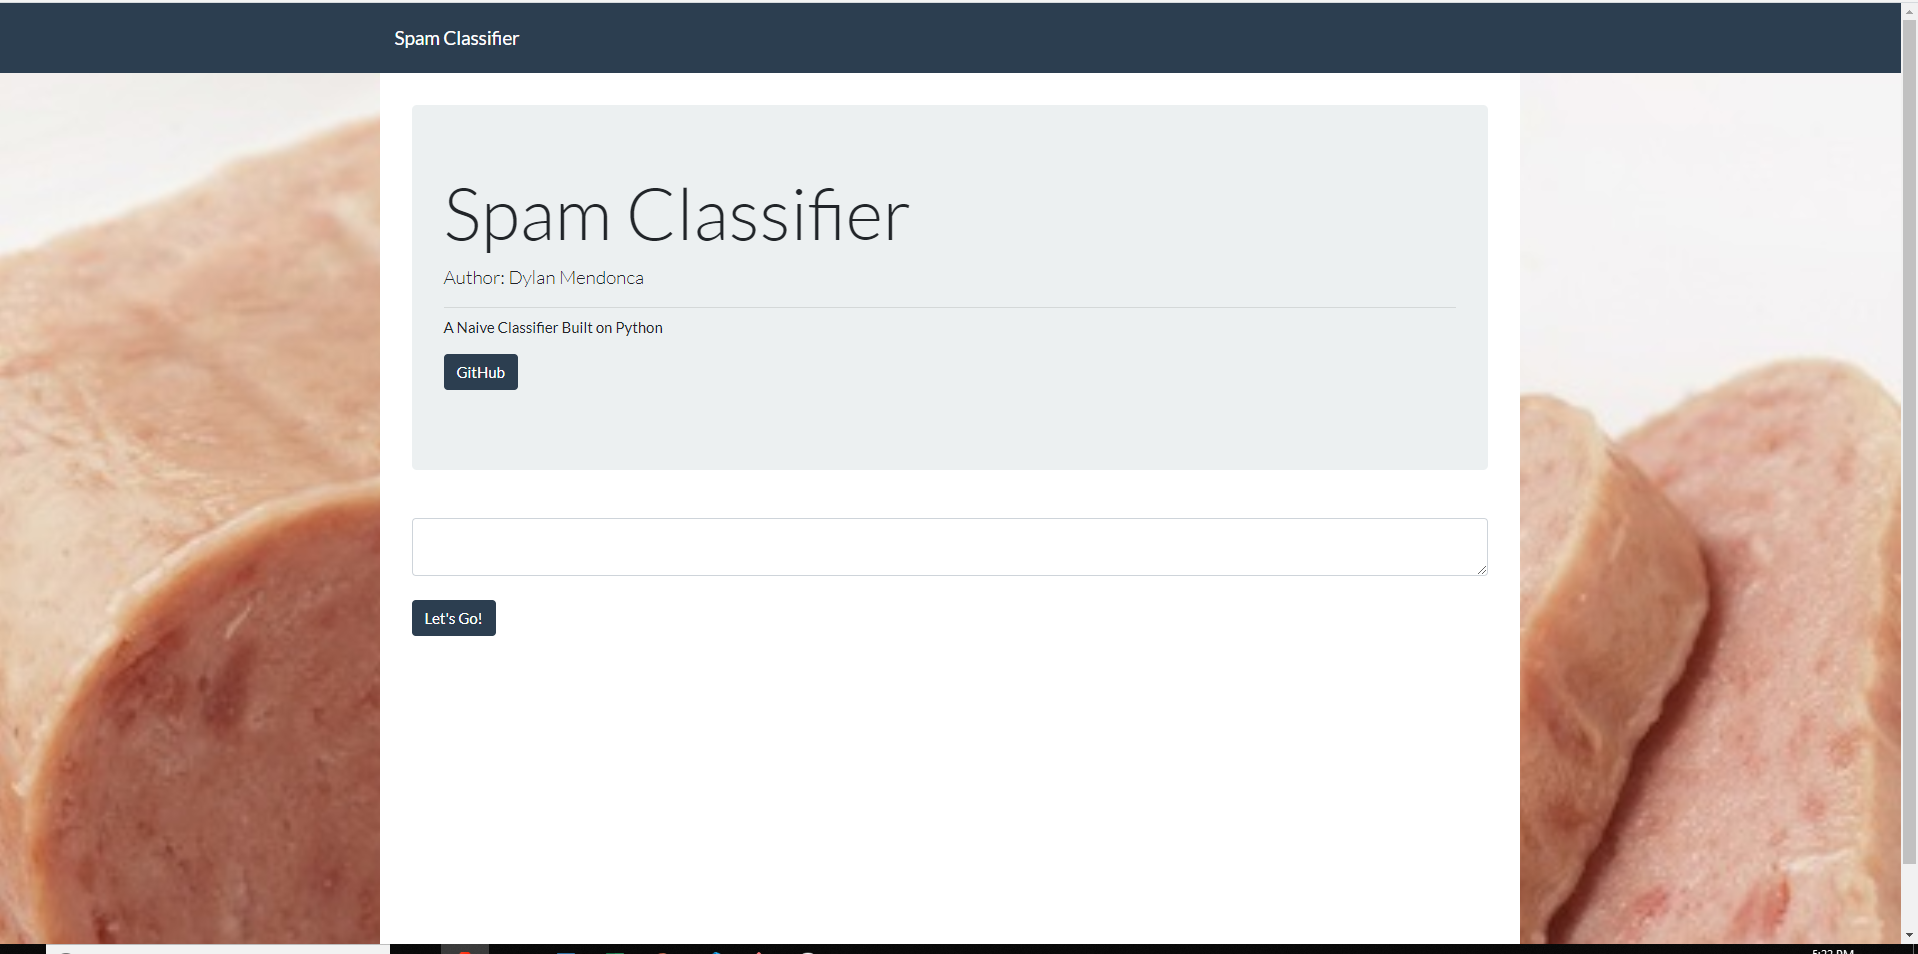 Spam Classifier
Spam Classifier
Author: Dylan Mendonca
A Naive Classifier Built on Python
GitHub
Let's Go!